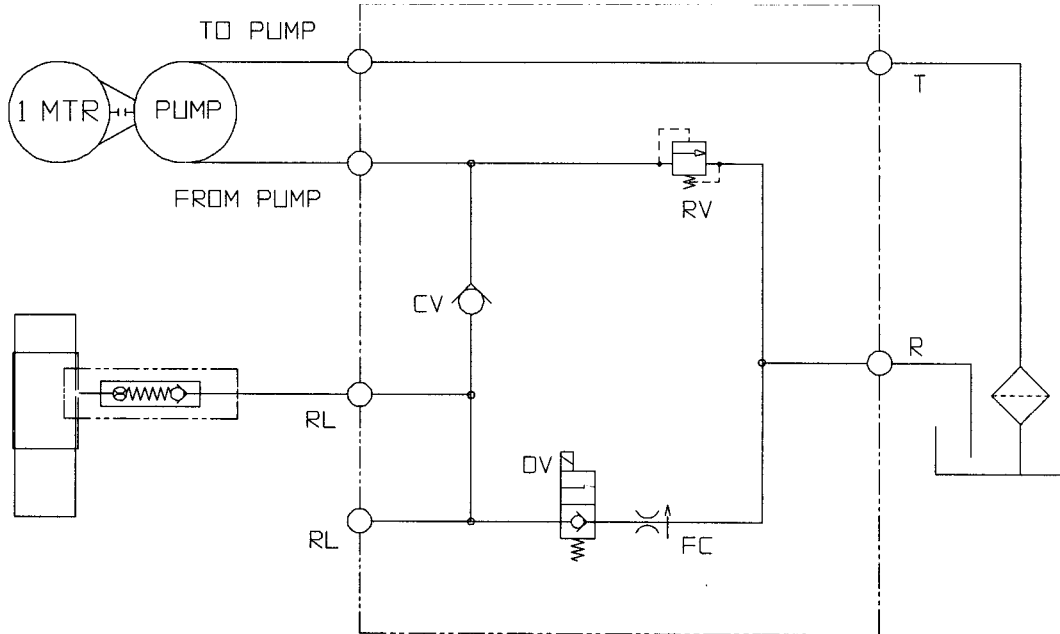 TO PUMP
T
1 MTR
PUMP
FROM PUMP
RV
CV
R
RL
DV
RL
FC